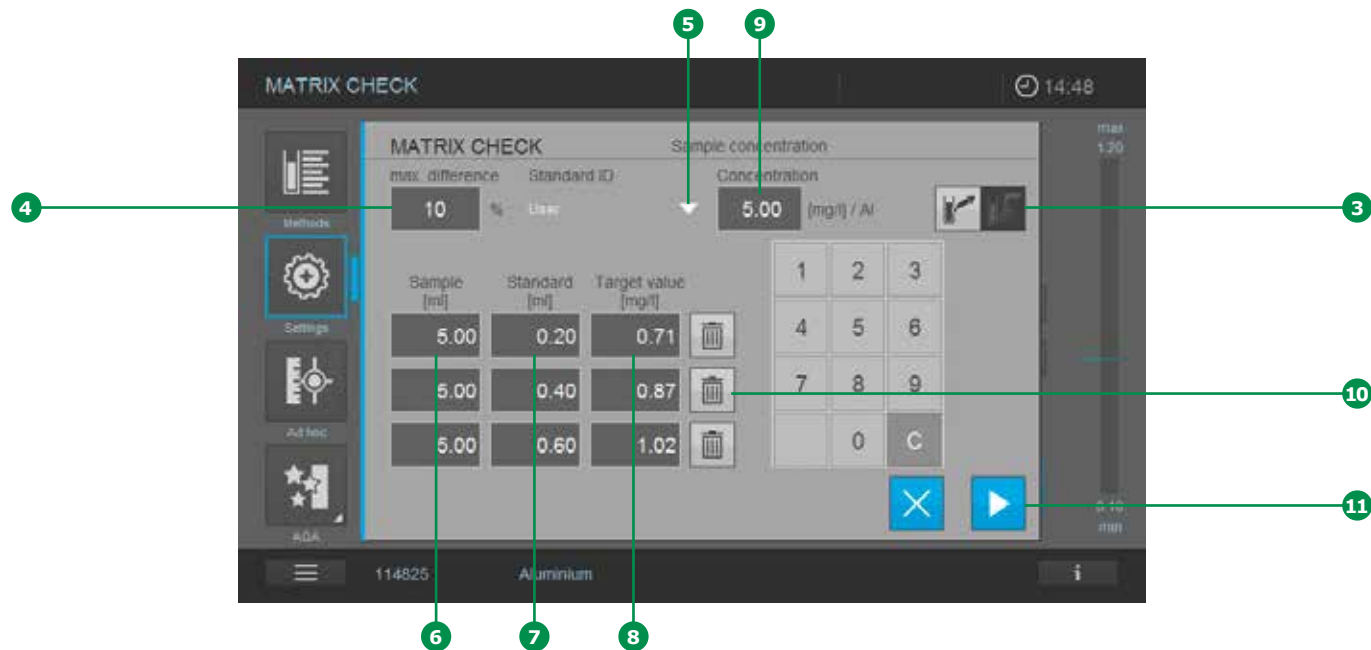 5 9
MATRIX CHECK 14:48
MATRIX CHECK Sample concentration
max
1.20
max. difference Standard ID Concentration
4 10 % User 5.00 [mg/l] / Al 3
Methods
1 2 3
Sample [ml] Standard [ml] Target value [mg/l]
Settings
5.00 0.20 0.71 4 5 6
5.00 0.40 0.87 7 8 9 10
Ad hoc
5.00 0.60 1.02 0 C
11
0.10
min
AQA
114825 Aluminium i
6 7 8